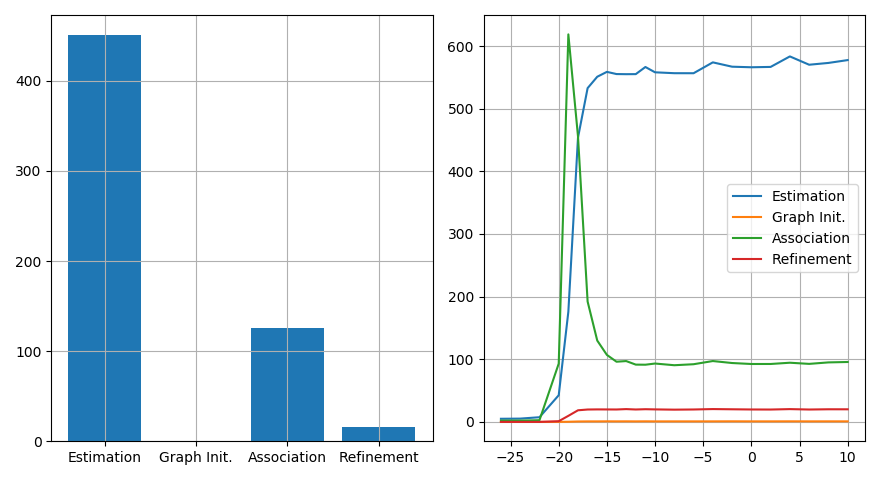 400
300
200
100
0
Estimation Graph Init. Association Refinement
600
500
400
300
200
100
0
−25 −20 −15 −10 −5 0 5 10
Estimation
Graph Init.
Association
Refinement